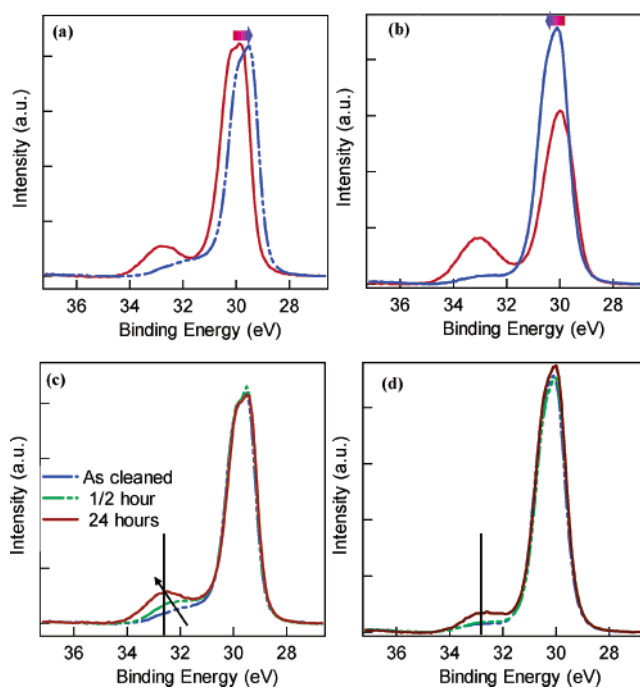 (a)
Intensity (a.u.)
36 34 32 30 28
Binding Energy (eV)
(b)
Intensity (a.u.)
36 34 32 30 28
Binding Energy (eV)
(c)
As cleaned
1/2 hour
24 hours
Intensity (a.u.)
36 34 32 30 28
Binding Energy (eV)
(d)
Intensity (a.u.)
36 34 32 30 28
Binding Energy (eV)